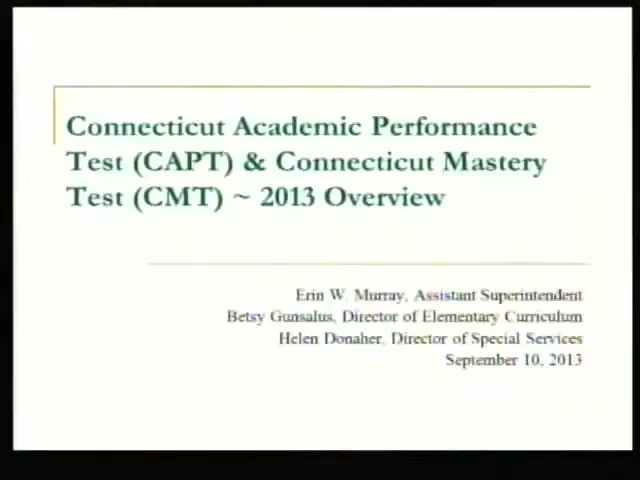 Connecticut Academic Performance
Test (CAPT) & Connecticut Mastery
Test (CMT) ~ 2013 Overview
Erin W. Murray, Assistant Superintendent
Betsy Gunsalus, Director of Elementary Curriculum
Helen Donaher, Director of Special Services
September 10, 2013